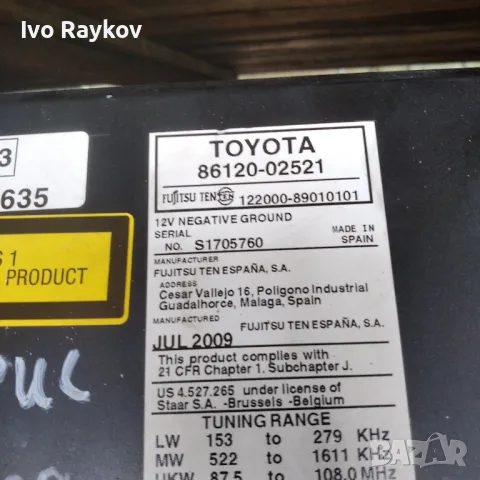 Ivo Raykov
3
635
S 1
PRODUCT
TOYOTA
86120-02521
FUJITSU TEN TEN 122000-89010101
12V NEGATIVE GROUND
SERIAL
NO. S1705760
MADE IN
SPAIN
MANUFACTURER
FUJITSU TEN ESPAÑA, S.A.
ADDRESS
Cesar Vallejo 16, Poligono Industrial
Guadalhorce, Malaga, Spain
MANUFACTURED FUJITSU TEN ESPAÑA, S.A.
JUL 2009
This product complies with
21 CFR Chapter 1. Subchapter J.
US 4.527.265 under license of
Staar S.A. -Brussels -Belgium
TUNING RANGE
LW 153 to 279 KHz
MW 522 to 1611 KHz
UKW 87.5 to 108.0 MHz
BAZAR